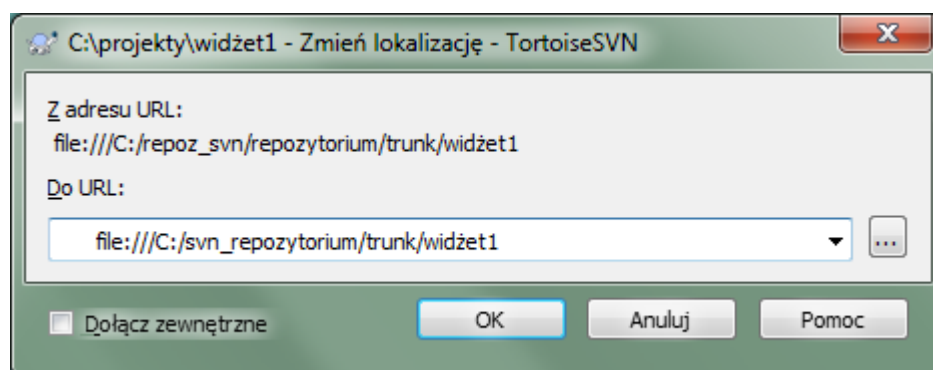 C:\projekty\widżet1 - Zmień lokalizację - TortoiseSVN
Z adresu URL:
file:///C:/repoz_svn/repozytorium/trunk/widżet1
Do URL:
file:///C:/svn_repozytorium/trunk/widżet1
...
Dołącz zewnętrzne OK Anuluj Pomoc